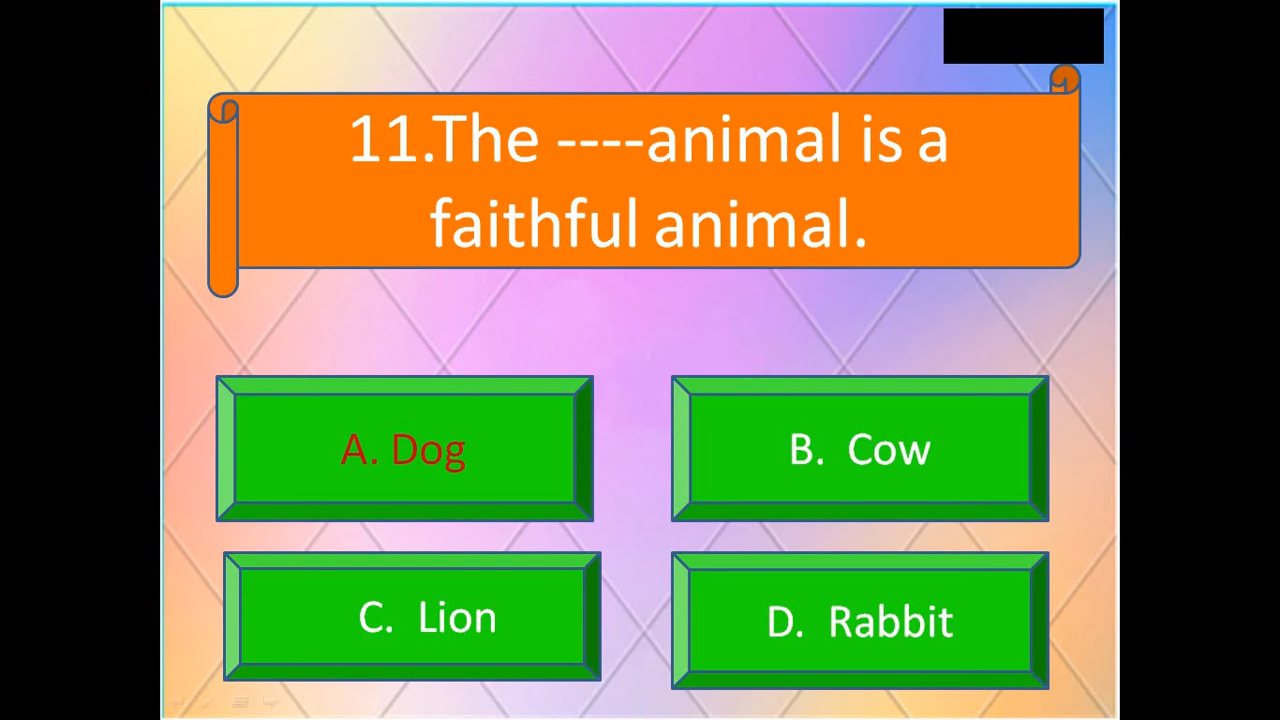 11.The ----animal is a
faithful animal.
A. Dog
B.  Cow
C.  Lion
D.  Rabbit